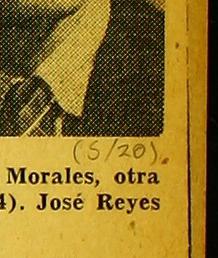 (5/20).
Morales, otra
4). José Reyes